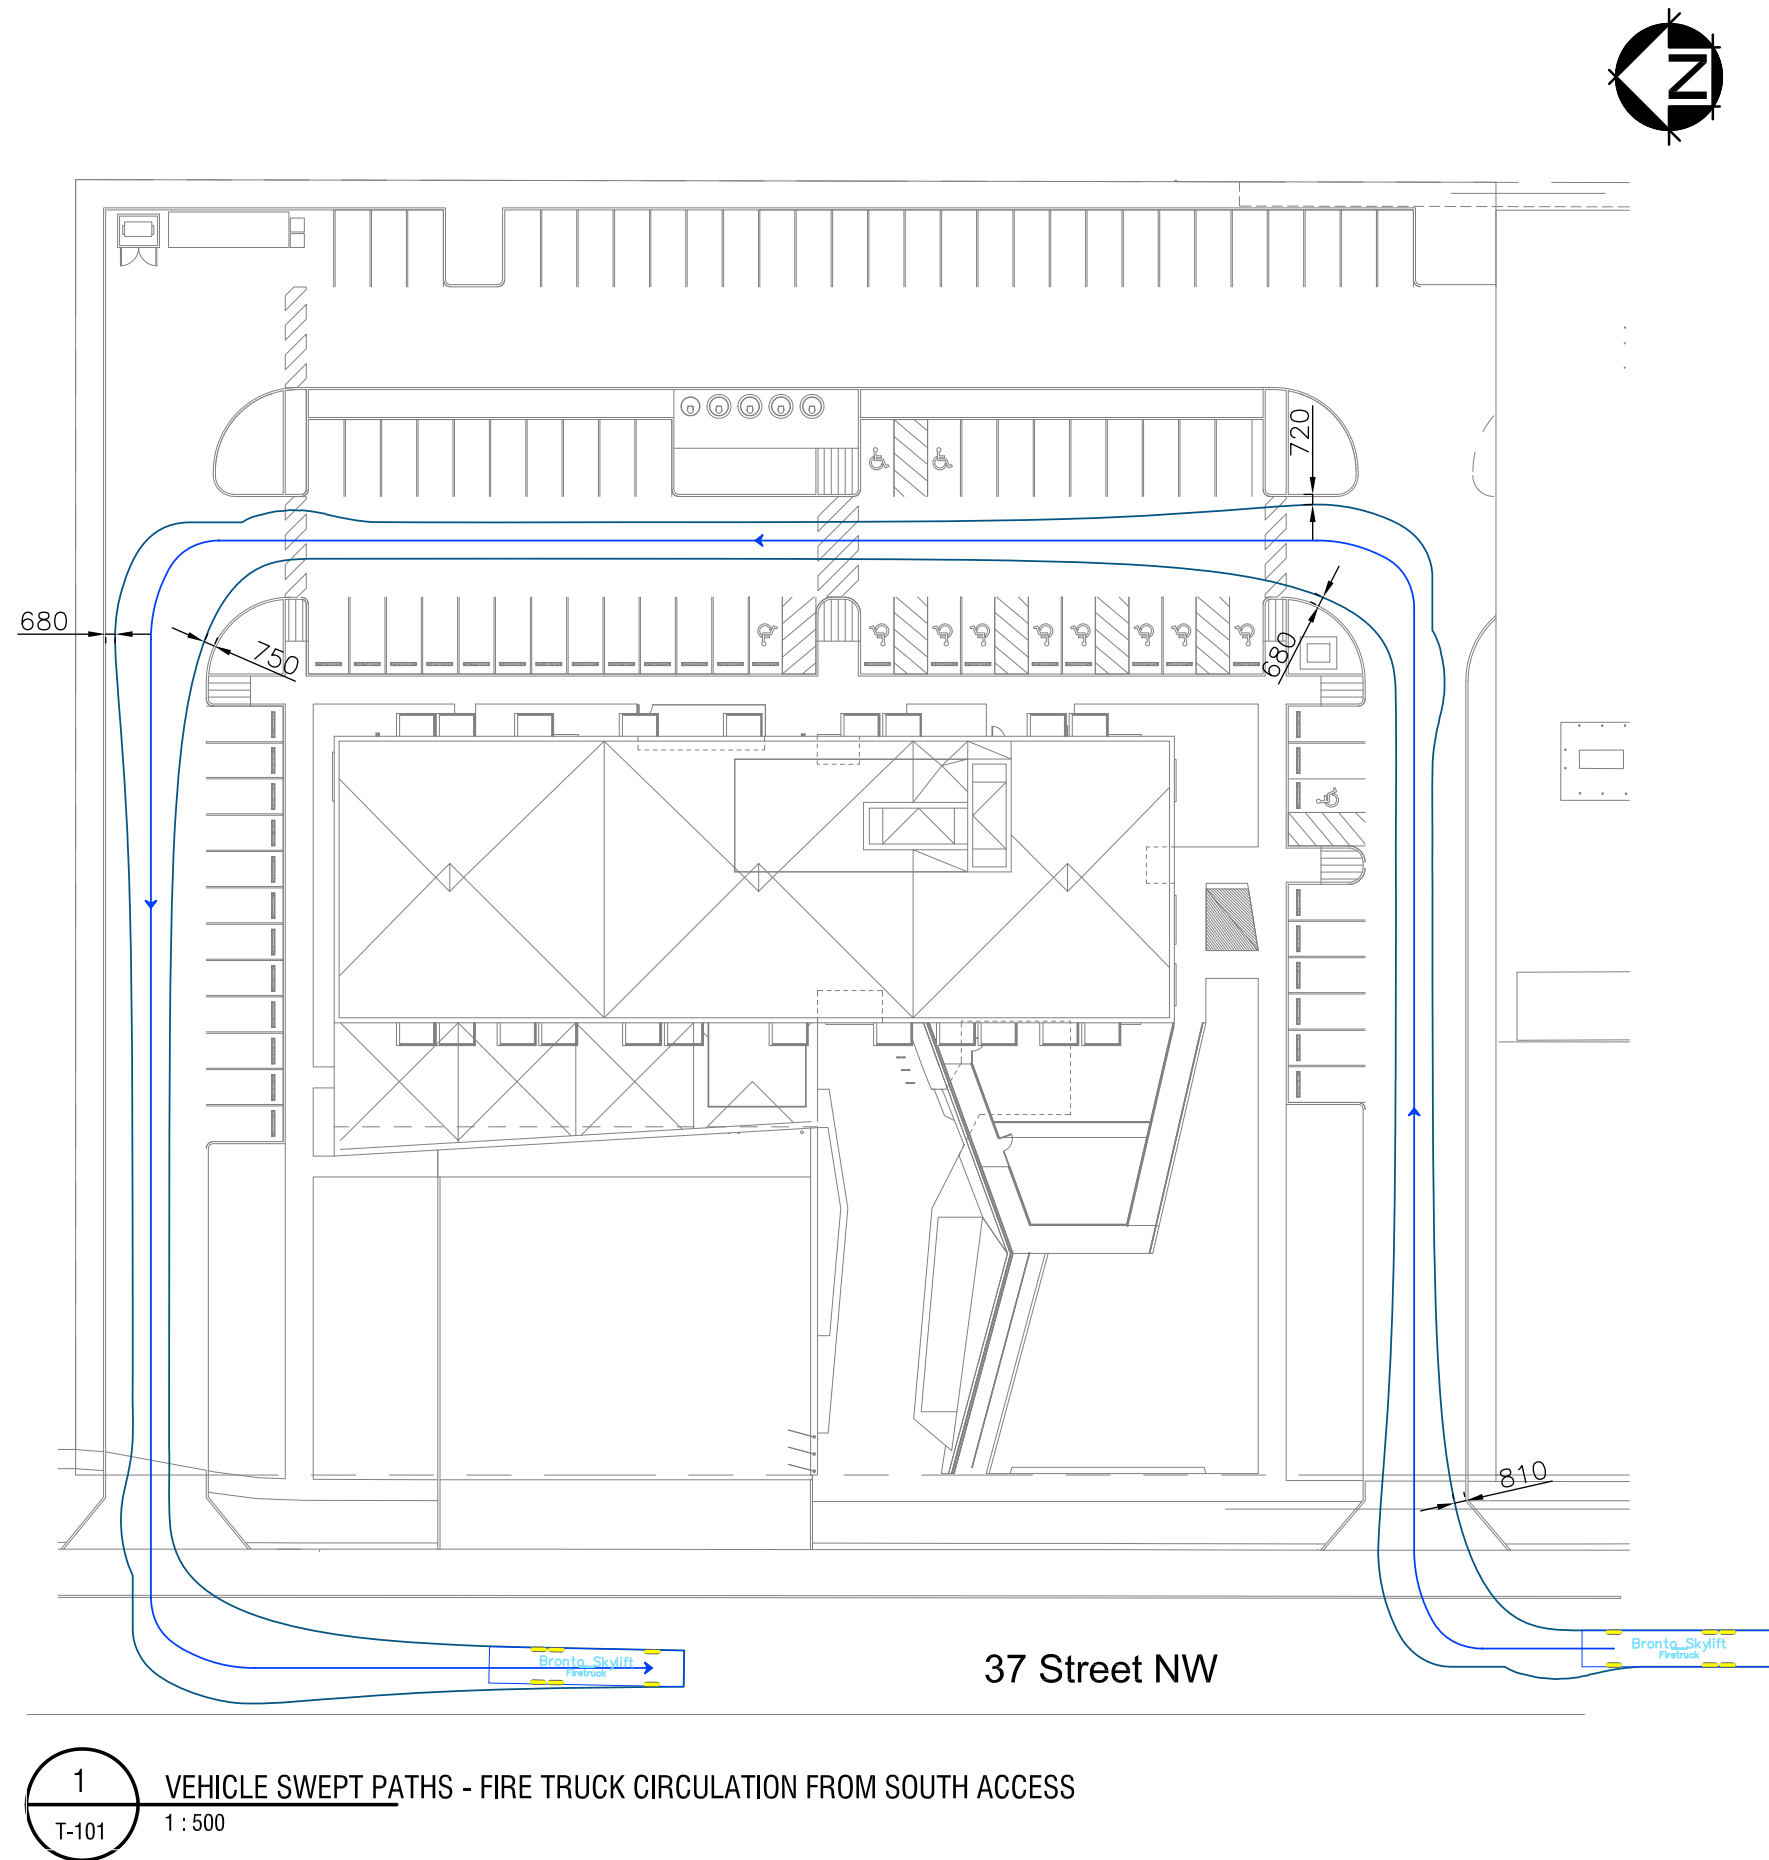 N
720
680
750
680
810
Bronto Skylift
Firetruck
Bronto Skylift
Firetruck
37 Street NW
1
T-101
VEHICLE SWEPT PATHS - FIRE TRUCK CIRCULATION FROM SOUTH ACCESS
1 : 500